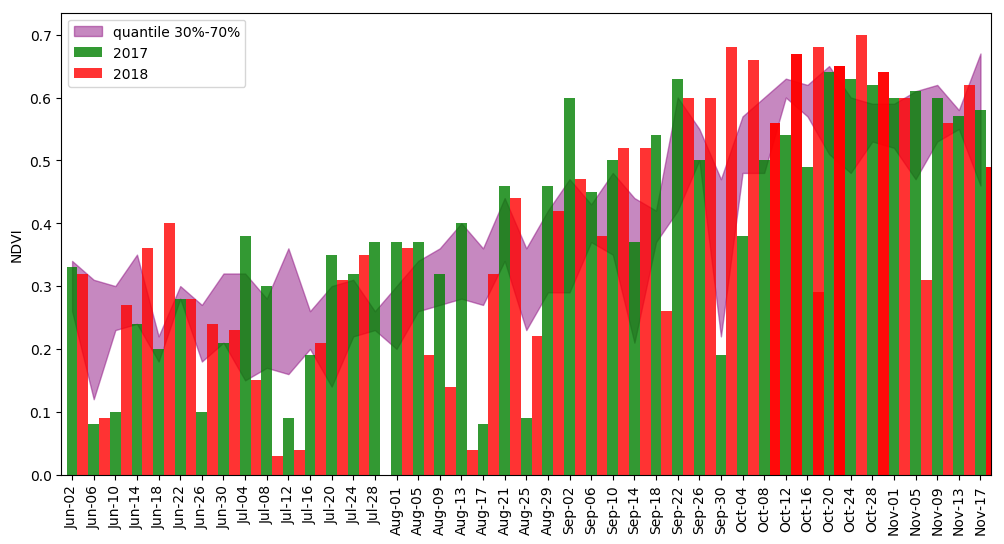 quantile 30%-70%
2017
2018
NDVI
0.7
0.6
0.5
0.4
0.3
0.2
0.1
0.0
Jun-02
Jun-06
Jun-10
Jun-14
Jun-18
Jun-22
Jun-26
Jun-30
Jul-04
Jul-08
Jul-12
Jul-16
Jul-20
Jul-24
Jul-28
Aug-01
Aug-05
Aug-09
Aug-13
Aug-17
Aug-21
Aug-25
Aug-29
Sep-02
Sep-06
Sep-10
Sep-14
Sep-18
Sep-22
Sep-26
Sep-30
Oct-04
Oct-08
Oct-12
Oct-16
Oct-20
Oct-24
Oct-28
Nov-01
Nov-05
Nov-09
Nov-13
Nov-17